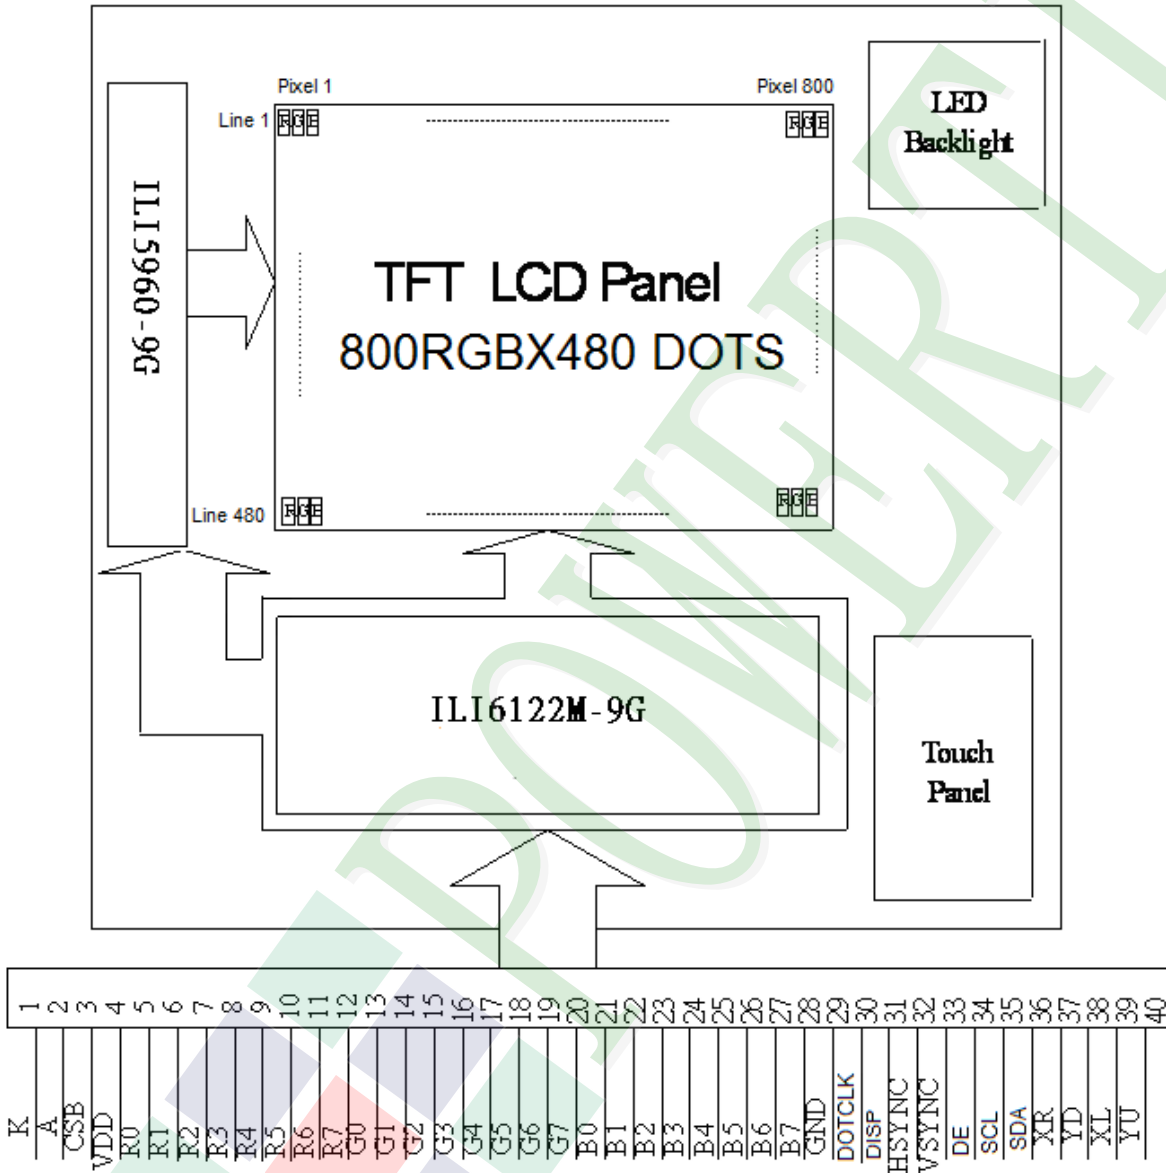 Pixel 1
Pixel 800
Line 1
RGB
RGB
LED
Backlight
ILI5960-9G
TFT LCD Panel
800RGBX480 DOTS
Line 480
RGB
RGB
ILI6122M-9G
Touch
Panel
1 2 3 4 5 6 7 8 9 10 11 12 13 14 15 16 17 18 19 20 21 22 23 24 25 26 27 28 29 30 31 32 33 34 35 36 37 38 39 40
K A CSB VDD R0 R1 R2 R3 R4 R5 R6 R7 G0 G1 G2 G3 G4 G5 G6 G7 B0 B1 B2 B3 B4 B5 B6 B7 GND DOTCLK DISP HSYNC VSYNC DE SCL SDA XR YD XL YU
POWERT